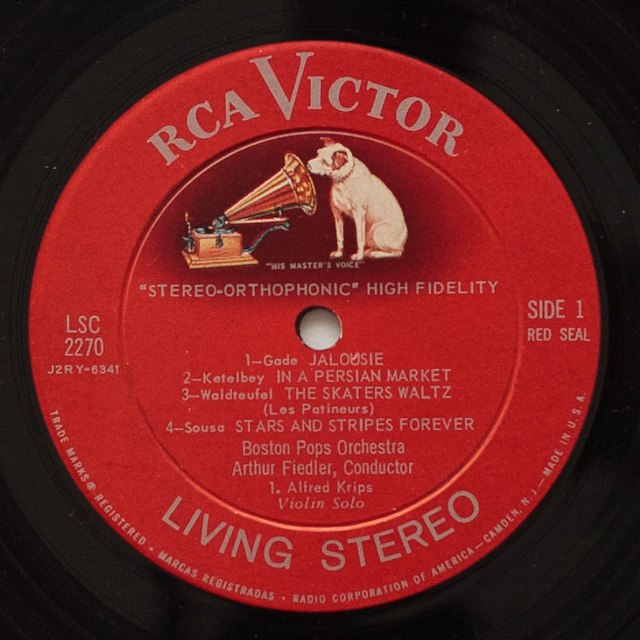 RCA VICTOR
"HIS MASTER'S VOICE"
"STEREO-ORTHOPHONIC" HIGH FIDELITY
LSC
2270
J2RY-6341
SIDE 1
RED SEAL
1—Gade JALOUSIE
2—Ketelbey IN A PERSIAN MARKET
3—Waldteufel THE SKATERS WALTZ
(Les Patineurs)
4—Sousa STARS AND STRIPES FOREVER
Boston Pops Orchestra
Arthur Fiedler, Conductor
1. Alfred Krips
Violin Solo
LIVING STEREO
TRADE MARKS ® REGISTERED • MARCAS REGISTRADAS • RADIO CORPORATION OF AMERICA—CAMDEN, N. J.—MADE IN U.S.A.